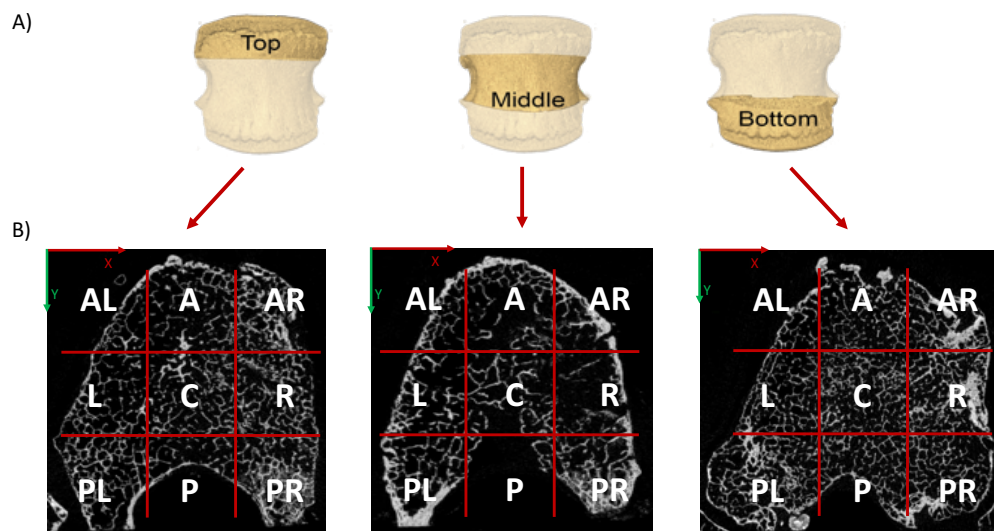 A)
Top
Middle
Bottom
B)
X
Y
AL A AR
L C R
PL P PR
X
Y
AL A AR
L C R
PL P PR
X
Y
AL A AR
L C R
PL P PR